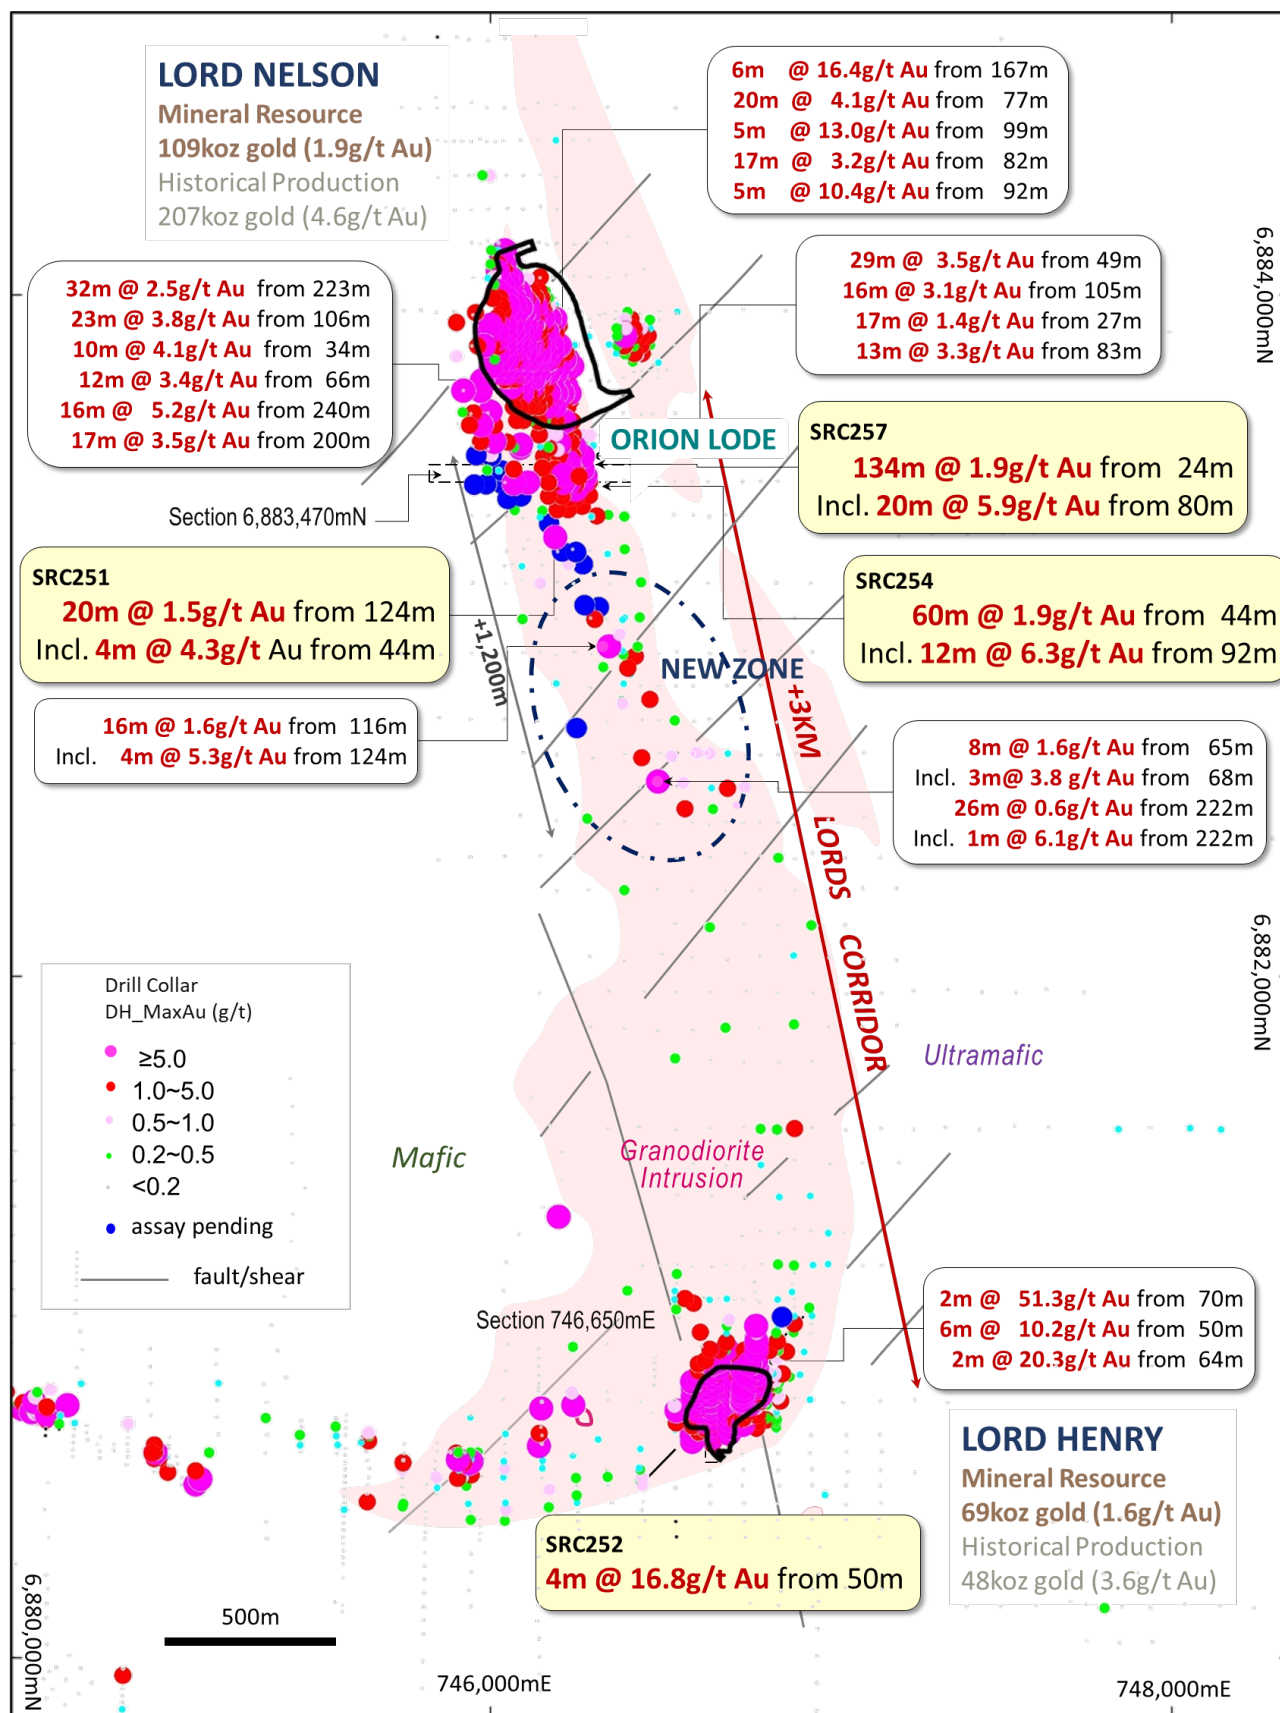 LORD NELSON
Mineral Resource
109koz gold (1.9g/t Au)
Historical Production
207koz gold (4.6g/t Au)
6m @ 16.4g/t Au from 167m
20m @ 4.1g/t Au from 77m
5m @ 13.0g/t Au from 99m
17m @ 3.2g/t Au from 82m
5m @ 10.4g/t Au from 92m
29m @ 3.5g/t Au from 49m
16m @ 3.1g/t Au from 105m
17m @ 1.4g/t Au from 27m
13m @ 3.3g/t Au from 83m
6,884,000mN
32m @ 2.5g/t Au from 223m
23m @ 3.8g/t Au from 106m
10m @ 4.1g/t Au from 34m
12m @ 3.4g/t Au from 66m
16m @ 5.2g/t Au from 240m
17m @ 3.5g/t Au from 200m
ORION LODE
SRC257
134m @ 1.9g/t Au from 24m
Incl. 20m @ 5.9g/t Au from 80m
Section 6,883,470mN
SRC251
20m @ 1.5g/t Au from 124m
Incl. 4m @ 4.3g/t Au from 44m
SRC254
60m @ 1.9g/t Au from 44m
Incl. 12m @ 6.3g/t Au from 92m
+1,200m
NEW ZONE
+3KM
16m @ 1.6g/t Au from 116m
Incl. 4m @ 5.3g/t Au from 124m
8m @ 1.6g/t Au from 65m
Incl. 3m@ 3.8 g/t Au from 68m
26m @ 0.6g/t Au from 222m
Incl. 1m @ 6.1g/t Au from 222m
LORDS
CORRIDOR
6,882,000mN
Drill Collar
DH_MaxAu (g/t)
≥5.0
1.0~5.0
0.5~1.0
0.2~0.5
<0.2
assay pending
fault/shear
Ultramafic
Mafic
Granodiorite
Intrusion
Section 746,650mE
2m @ 51.3g/t Au from 70m
6m @ 10.2g/t Au from 50m
2m @ 20.3g/t Au from 64m
LORD HENRY
Mineral Resource
69koz gold (1.6g/t Au)
Historical Production
48koz gold (3.6g/t Au)
SRC252
4m @ 16.8g/t Au from 50m
6,880,000mN
500m
746,000mE
748,000mE